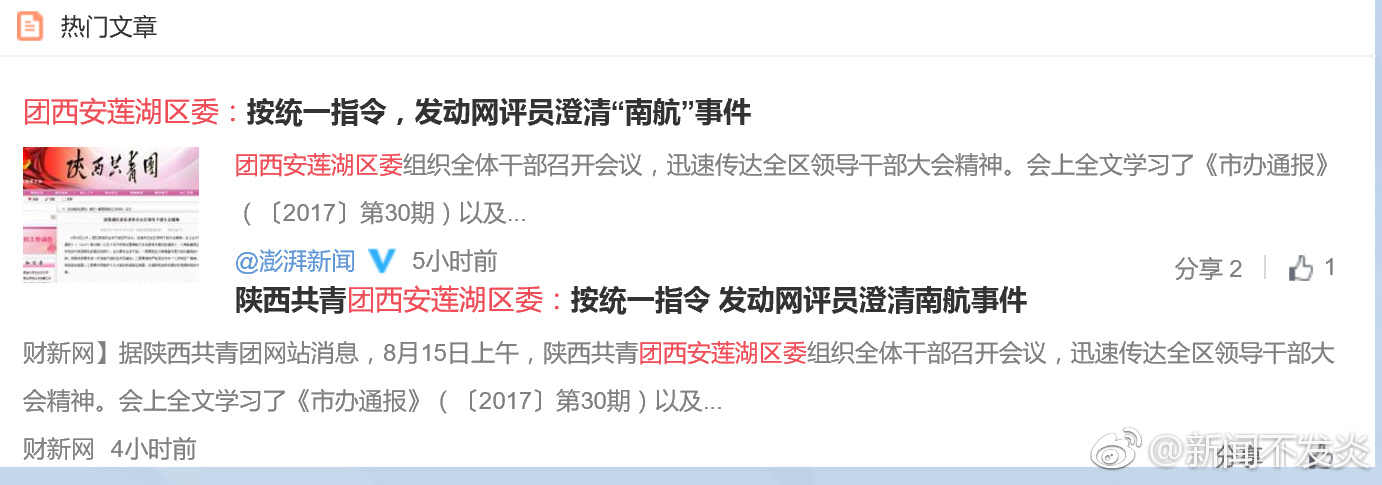 热门文章
团西安莲湖区委：按统一指令，发动网评员澄清“南航”事件
陕西共青团
团西安莲湖区委组织全体干部召开会议，迅速传达全区领导干部大会精神。会上全文学习了《市办通报》
（〔2017〕第30期）以及...
@澎湃新闻 5小时前
分享 2 1
陕西共青团西安莲湖区委：按统一指令 发动网评员澄清南航事件
财新网】据陕西共青团网站消息，8月15日上午，陕西共青团西安莲湖区委组织全体干部召开会议，迅速传达全区领导干部大
会精神。会上全文学习了《市办通报》（〔2017〕第30期）以及...
财新网 4小时前
分享
@新闻不发炎